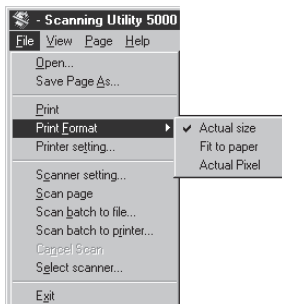 - Scanning Utility 5000
File View Page Help
Open...
Save Page As...
Print
Print Format
Actual size
Fit to paper
Actual Pixel
Printer setting...
Scanner setting...
Scan page
Scan batch to file...
Scan batch to printer...
Cancel Scan
Select scanner...
Exit